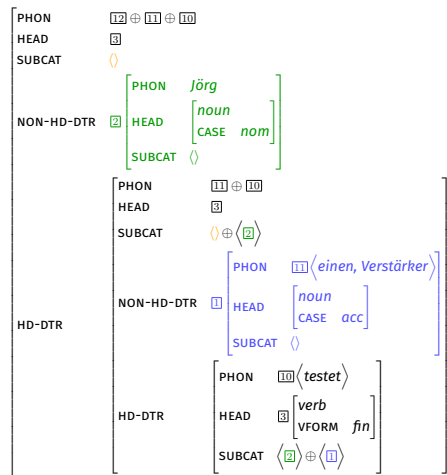 PHON 12 ⊕ 11 ⊕ 10
HEAD 3
SUBCAT ⟨⟩
NON-HD-DTR 2
PHON Jörg
HEAD noun
CASE nom
SUBCAT ⟨⟩
HD-DTR
PHON 11 ⊕ 10
HEAD 3
SUBCAT ⟨⟩ ⊕ ⟨2⟩
NON-HD-DTR 1
PHON 11 ⟨einen, Verstärker⟩
HEAD noun
CASE acc
SUBCAT ⟨⟩
HD-DTR
PHON 10 ⟨testet⟩
HEAD 3 verb
VFORM fin
SUBCAT ⟨2⟩ ⊕ ⟨1⟩